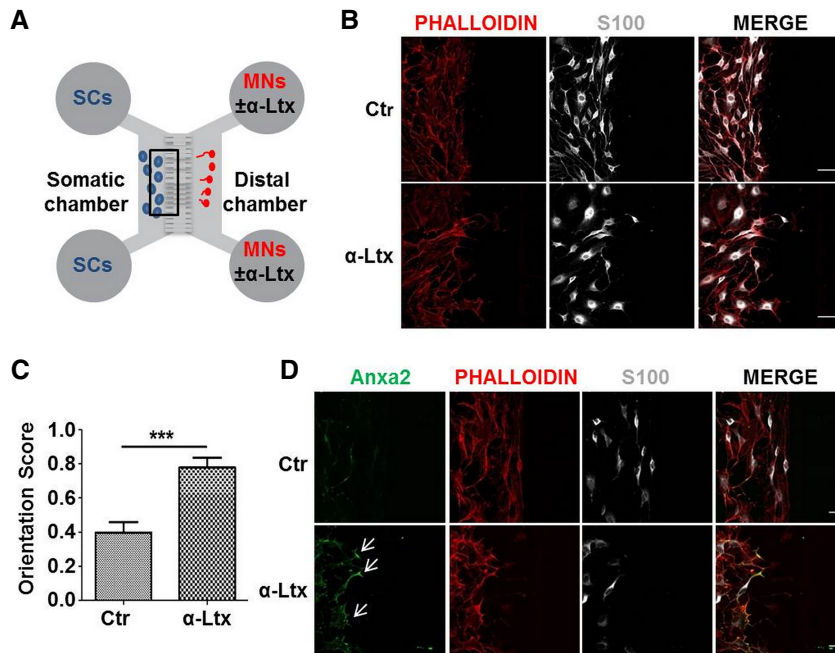 A
SCs
MNs
±α-Ltx
Somatic
chamber
Distal
chamber
SCs
MNs
±α-Ltx
B
PHALLOIDIN
S100
MERGE
Ctr
α-Ltx
C
Orientation Score
1.0
0.8
0.6
0.4
0.2
0.0
***
Ctr
α-Ltx
D
Anxa2
PHALLOIDIN
S100
MERGE
Ctr
α-Ltx